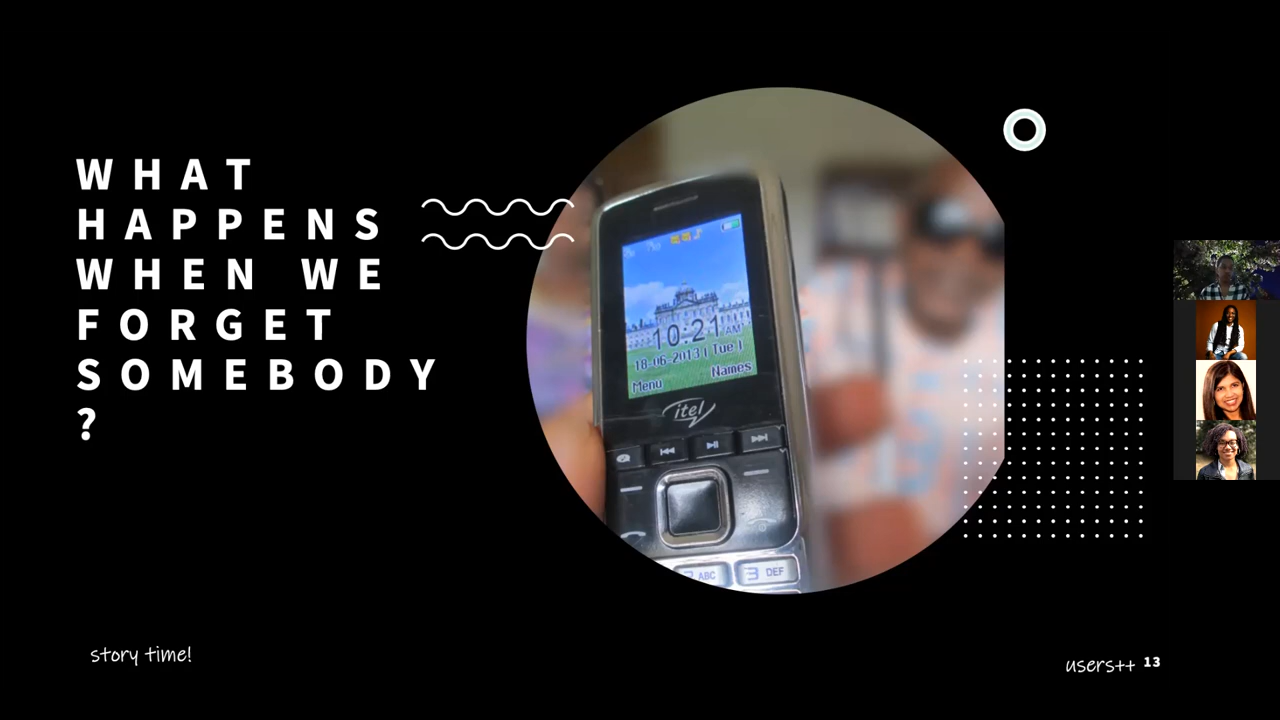 WHAT
HAPPENS
WHEN WE
FORGET
SOMEBODY
?
10:21 AM
18-06-2013 ( Tue )
Menu Names
itel
ABC
3 DEF
story time!
users++ 13